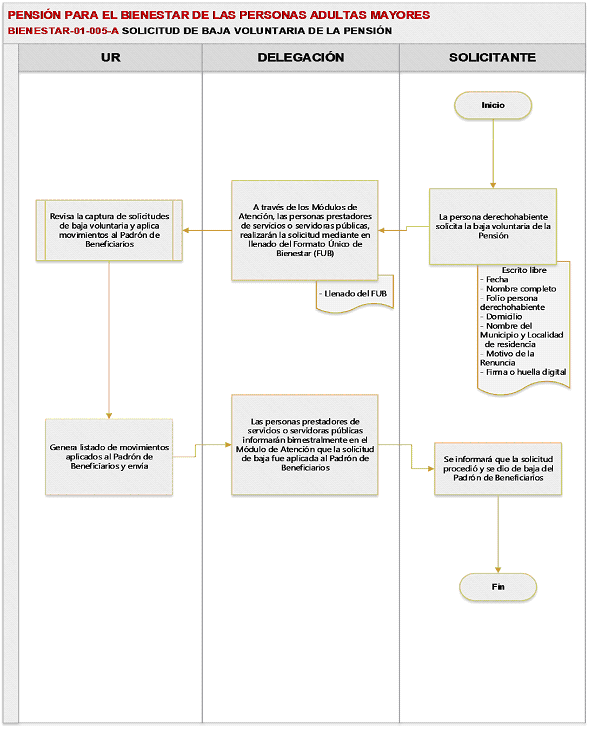 PENSIÓN PARA EL BIENESTAR DE LAS PERSONAS ADULTAS MAYORES
BIENESTAR-01-005-A SOLICITUD DE BAJA VOLUNTARIA DE LA PENSIÓN
UR
DELEGACIÓN
SOLICITANTE
Inicio
La persona derechohabiente
solicita la baja voluntaria de la
Pensión
Escrito libre
- Fecha
- Nombre completo
- Folio persona
derechohabiente
- Domicilio
- Nombre del
Municipio y Localidad
de residencia
- Motivo de la
Renuncia
- Firma o huella digital
A través de los Módulos de
Atención, las personas prestadores
de servicios o servidoras públicas,
realizarán la solicitud mediante en
llenado del Formato Único de
Bienestar (FUB)
- Llenado del FUB
Revisa la captura de solicitudes
de baja voluntaria y aplica
movimientos al Padrón de
Beneficiarios
Genera listado de movimientos
aplicados al Padrón de
Beneficiarios y envía
Las personas prestadores de
servicios o servidoras públicas
informarán bimestralmente en el
Módulo de Atención que la solicitud
de baja fue aplicada al Padrón de
Beneficiarios
Se informará que la solicitud
procedió y se dio de baja del
Padrón de Beneficiarios
Fin